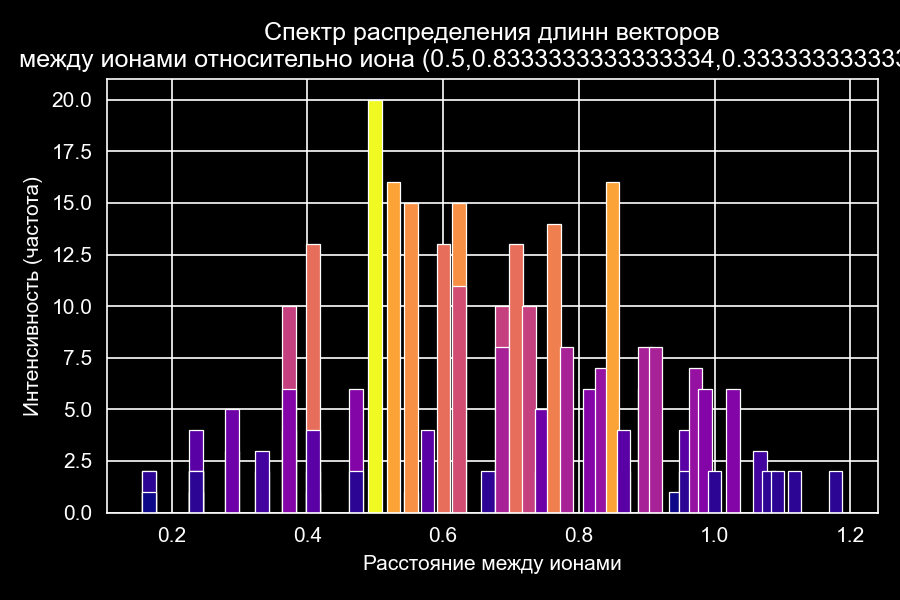 Спектр распределения длинн векторов
между ионами относительно иона (0.5,0.8333333333333334,0.333333333333
Интенсивность (частота)
20.0
17.5
15.0
12.5
10.0
7.5
5.0
2.5
0.0
0.2 0.4 0.6 0.8 1.0 1.2
Расстояние между ионами